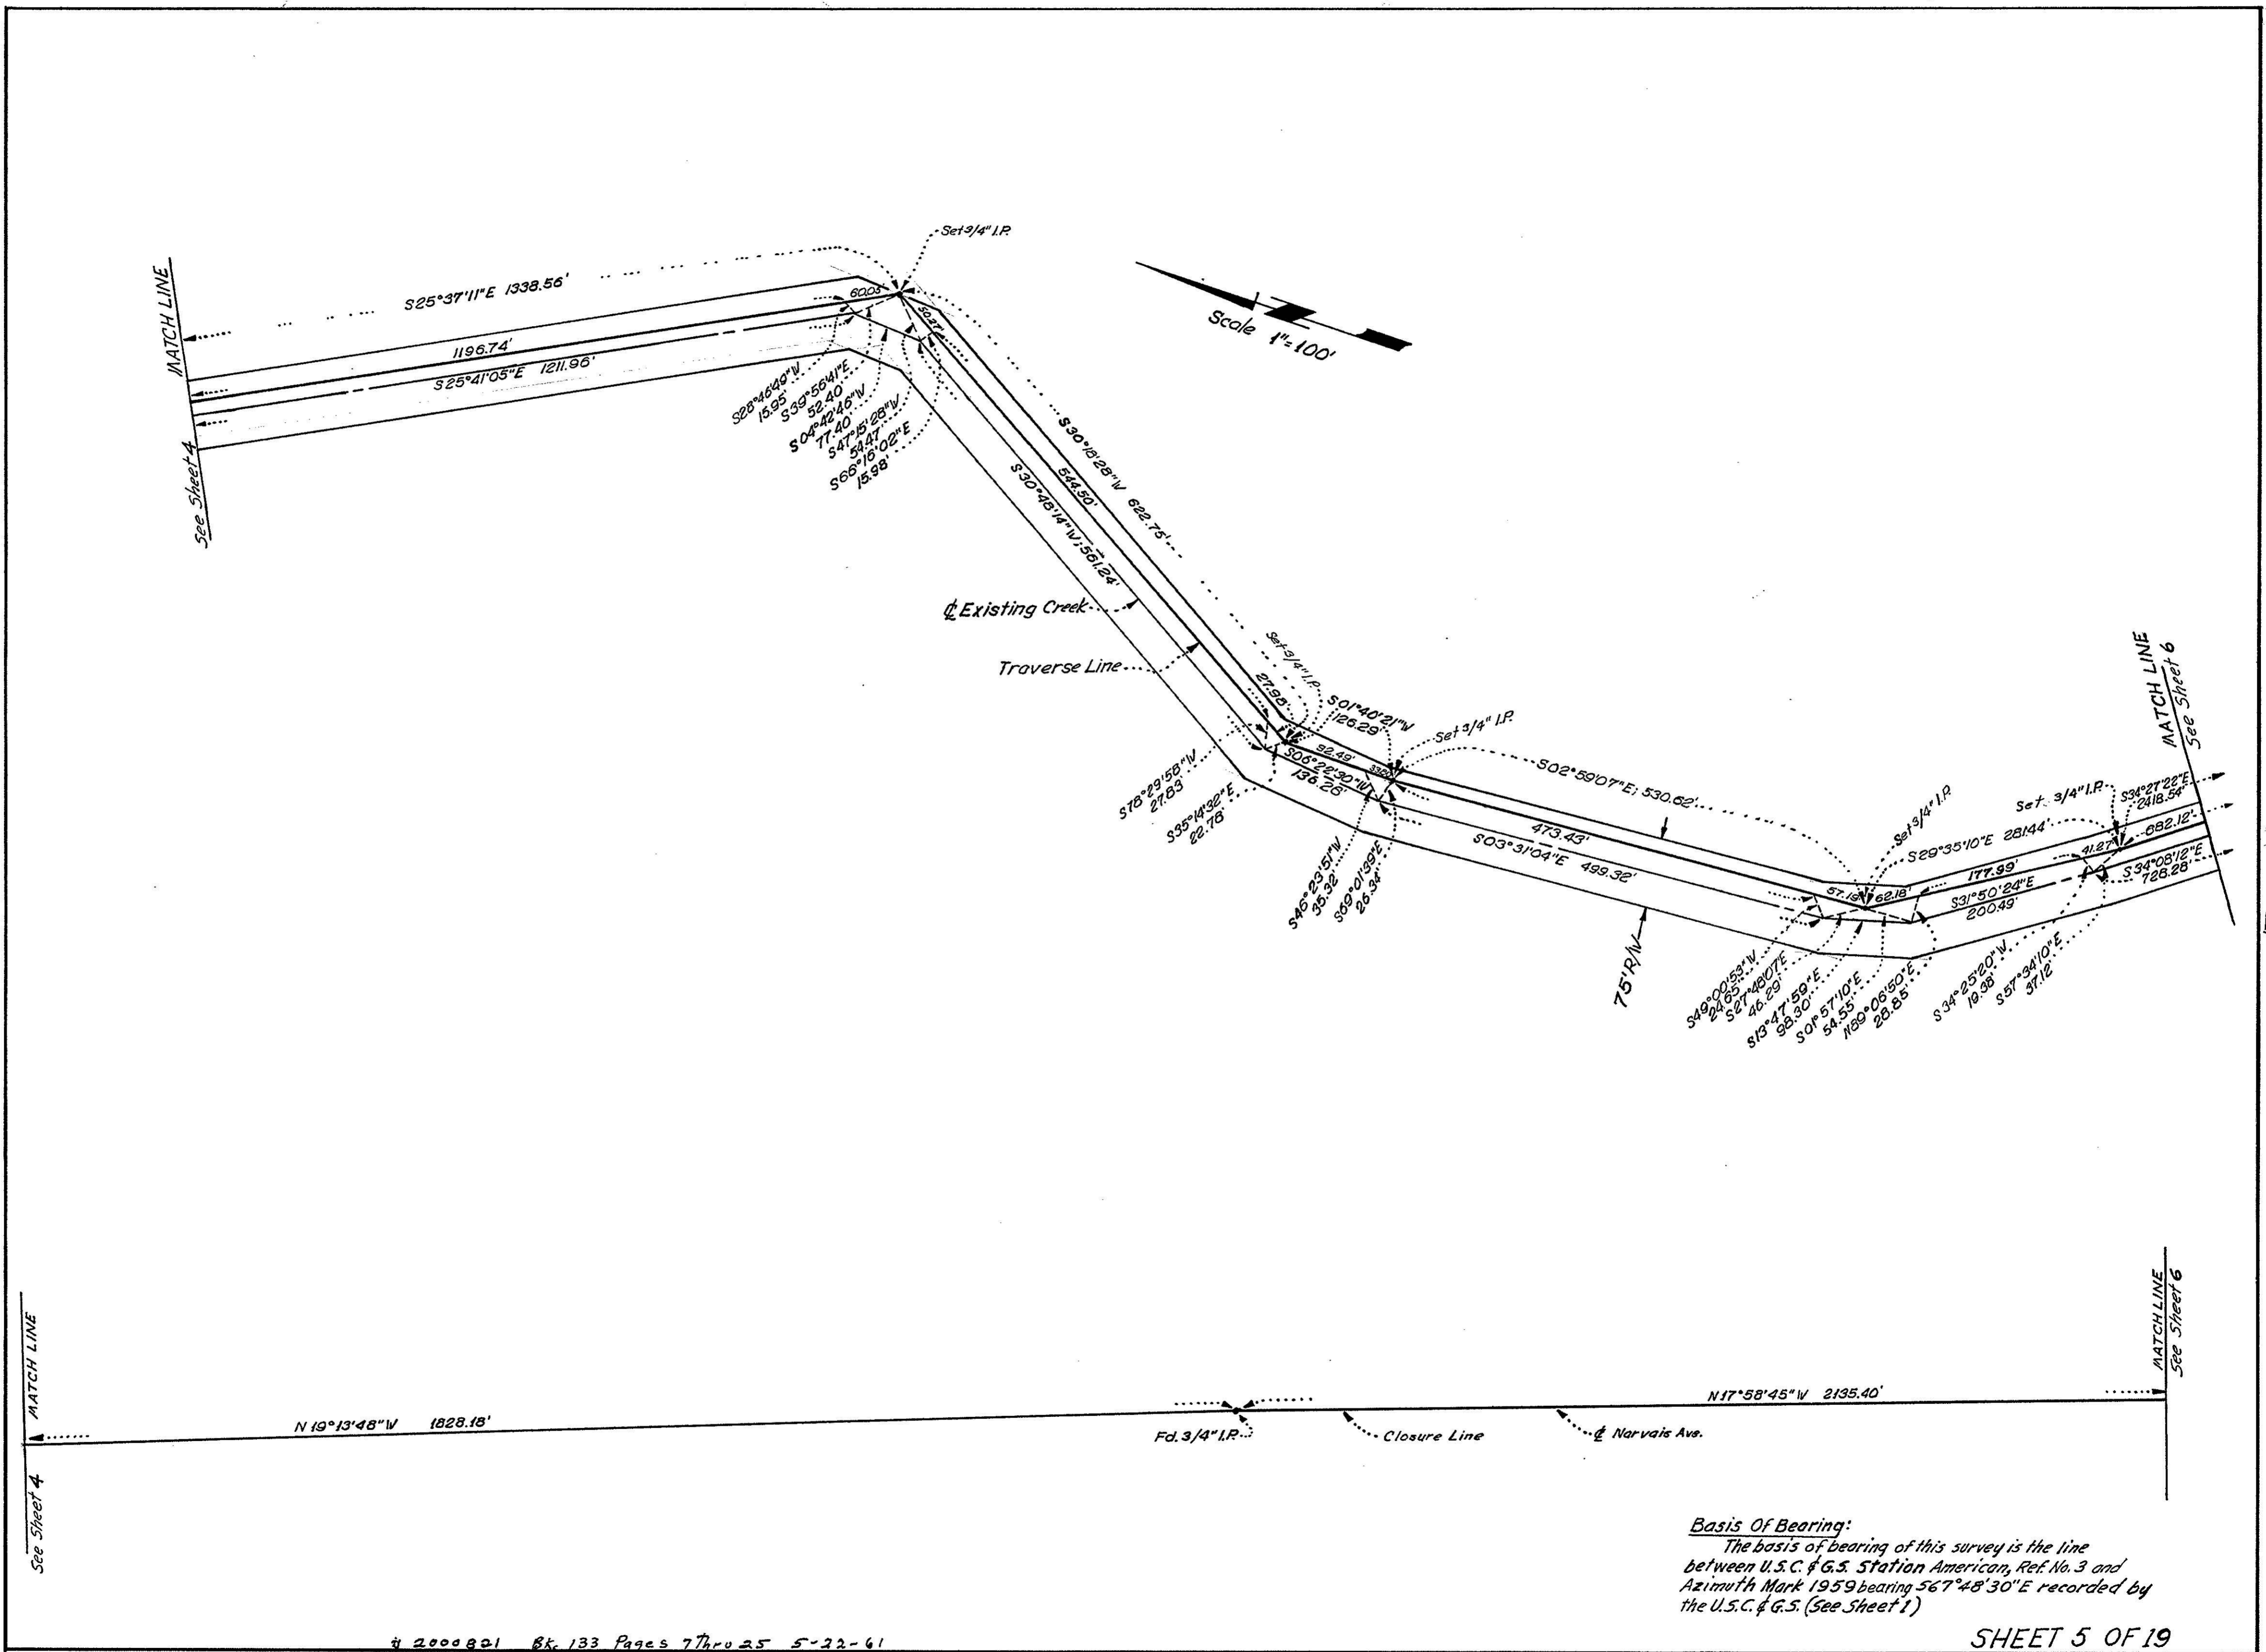 MATCH LINE
See Sheet 4
S25°37'11"E 1338.56'
1196.74'
S25°41'05"E 1211.96'
Set 3/4" I.P.
60.05
50.27'
S28°46'49"W
15.95'
S39°56'41"E
52.40'
S04°42'46"W
77.40'
S47°15'28"W
54.47'
S66°16'02"E
15.98'
Scale 1"=100'
S30°18'28"W 622.75'
544.50'
S30°48'14"W; 561.24'
℄ Existing Creek
Traverse Line
27.98'
Set 3/4" I.P.
S01°40'21"W
126.29'
Set 3/4" I.P.
92.49'
S06°22'30"W
136.26'
S78°29'58"W
27.83'
S35°14'32"E
22.78'
S46°23'51"W
35.32'
S69°01'39"E
26.34'
S02°59'07"E; 530.62'
473.43'
S03°31'04"E 499.32'
75' R/W
57.19'
62.18'
Set 3/4" I.P.
S29°35'10"E 281.44'
177.99'
S31°50'24"E
200.49'
41.27'
Set 3/4" I.P.
S34°27'22"E
2418.54'
682.12'
S34°08'12"E
728.28'
MATCH LINE
See Sheet 6
S49°00'53"W
24.65'
S27°48'07"E
46.29'
S13°47'59"E
98.30'
S01°57'10"E
54.55'
N89°06'50"E
28.85'
S34°25'20"W
19.38'
S57°34'10"E
37.12'
MATCH LINE
See Sheet 4
N19°13'48"W 1828.18'
Fd. 3/4" I.P.
Closure Line
℄ Narvais Ave.
N17°58'45"W 2135.40'
MATCH LINE
See Sheet 6
Basis Of Bearing:
The basis of bearing of this survey is the line
between U.S.C. & G.S. Station American, Ref. No. 3 and
Azimuth Mark 1959 bearing S67°48'30"E recorded by
the U.S.C. & G.S. (See Sheet 1)
# 2000821 Bk. 133 Pages 7 Thru 25 5-22-61
SHEET 5 OF 19